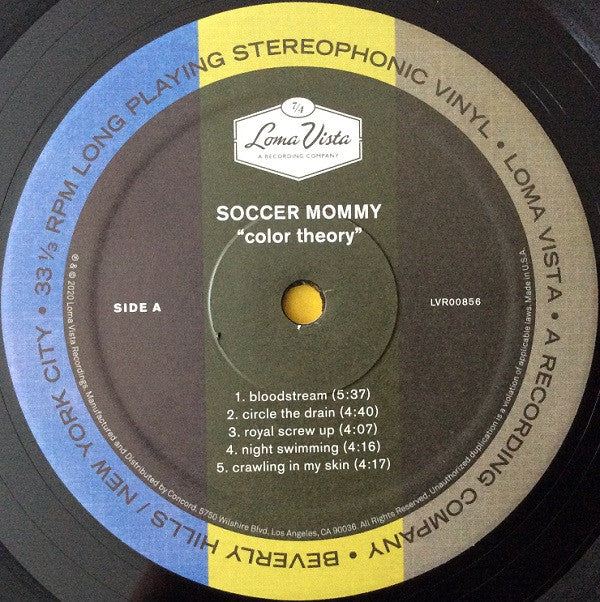 33 ⅓ RPM LONG PLAYING STEREOPHONIC VINYL • LOMA VISTA • A RECORDING COMPANY • BEVERLY HILLS / NEW YORK CITY •
7/4
Loma Vista
A RECORDING COMPANY
SOCCER MOMMY
“color theory”
SIDE A
LVR00856
1. bloodstream (5:37)
2. circle the drain (4:40)
3. royal screw up (4:07)
4. night swimming (4:16)
5. crawling in my skin (4:17)
℗ & © 2020 Loma Vista Recordings. Manufactured and Distributed by Concord. 5750 Wilshire Blvd. Los Angeles, CA 90036. All Rights Reserved. Unauthorized duplication is a violation of applicable laws. Made in U.S.A.